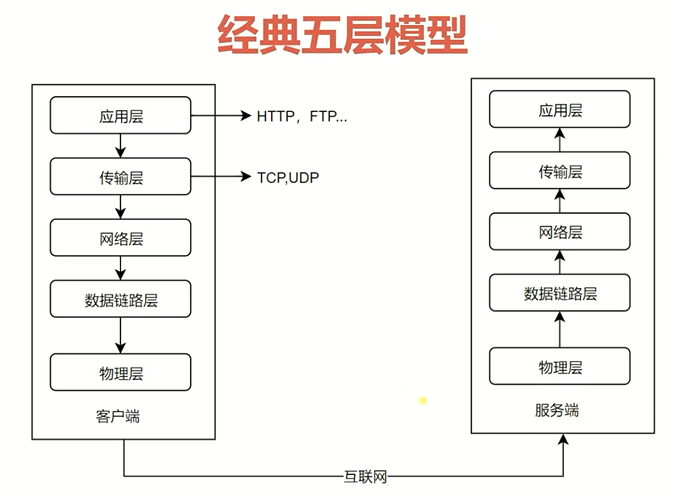 经典五层模型
应用层
HTTP，FTP...
传输层
TCP,UDP
网络层
数据链路层
物理层
客户端
应用层
传输层
网络层
数据链路层
物理层
服务端
互联网